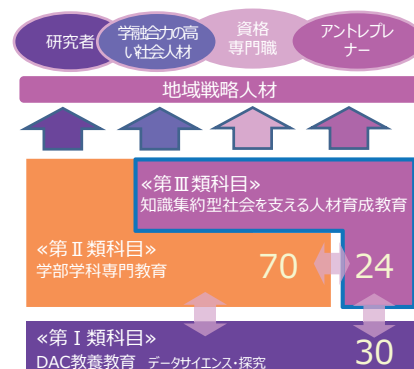 研究者
学融合力の高
い社会人材
資格
専門職
アントレプレ
ナー
地域戦略人材
≪第Ⅲ類科目≫
知識集約型社会を支える人材育成教育
≪第Ⅱ類科目≫
学部学科専門教育
70
24
≪第Ⅰ類科目≫
DAC教養教育 データサイエンス・探究
30